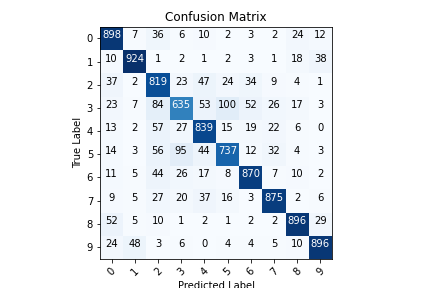 Confusion Matrix
True Label
0 898 7 36 6 10 2 3 2 24 12
1 10 924 1 2 1 2 3 1 18 38
2 37 2 819 23 47 24 34 9 4 1
3 23 7 84 635 53 100 52 26 17 3
4 13 2 57 27 839 15 19 22 6 0
5 14 3 56 95 44 737 12 32 4 3
6 11 5 44 26 17 8 870 7 10 2
7 9 5 27 20 37 16 3 875 2 6
8 52 5 10 1 2 1 2 2 896 29
9 24 48 3 6 0 4 4 5 10 896
0 1 2 3 4 5 6 7 8 9
Predicted Label